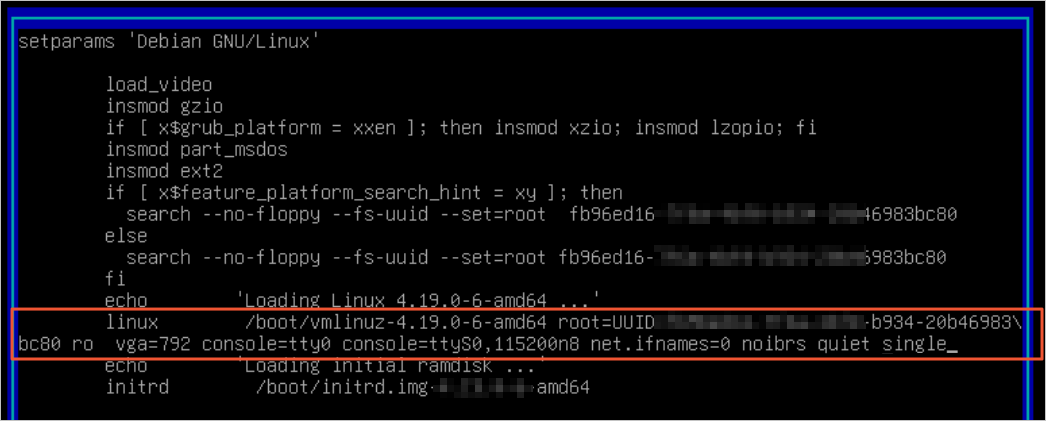 setparams 'Debian GNU/Linux'
load_video
insmod gzio
if [ x$grub_platform = xxen ]; then insmod xzio; insmod lzopio; fi
insmod part_msdos
insmod ext2
if [ x$feature_platform_search_hint = xy ]; then
search --no-floppy --fs-uuid --set=root fb96ed16 46983bc80
else
search --no-floppy --fs-uuid --set=root fb96ed16- 6983bc80
fi
echo 'Loading Linux 4.19.0-6-amd64 ...'
linux /boot/vmlinuz-4.19.0-6-amd64 root=UUID -b934-20b46983\
bc80 ro vga=792 console=tty0 console=ttyS0,115200n8 net.ifnames=0 noibrs quiet single_
echo 'Loading initial ramdisk ...'
initrd /boot/initrd.img- amd64